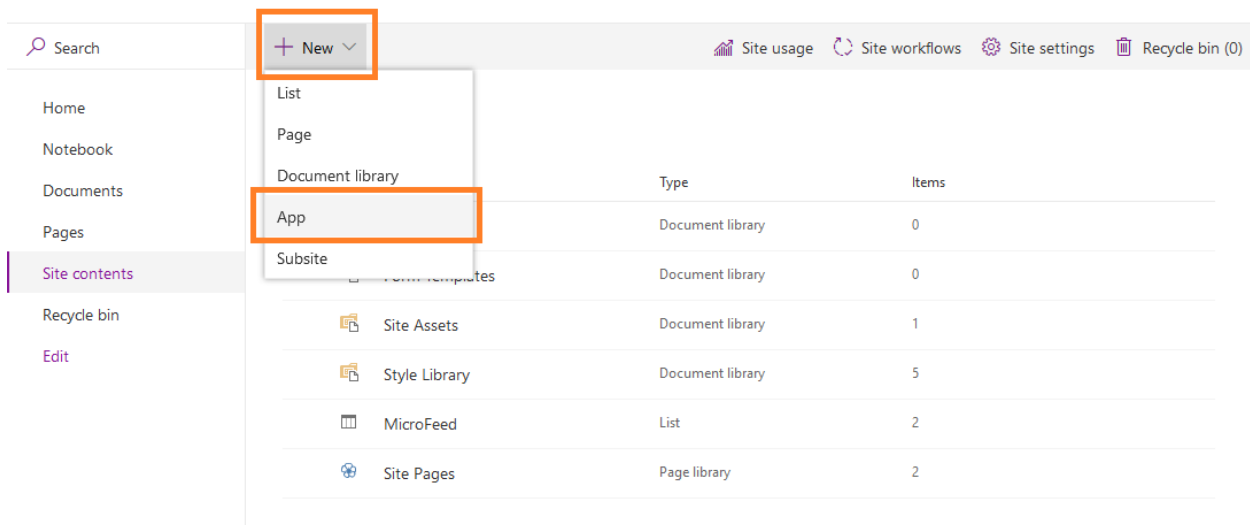 Search
New
Site usage
Site workflows
Site settings
Recycle bin (0)
Home
Notebook
Documents
Pages
Site contents
Recycle bin
Edit
List
Page
Document library
App
Subsite
Type Items
Document library 0
Form Templates Document library 0
Site Assets Document library 1
Style Library Document library 5
MicroFeed List 2
Site Pages Page library 2